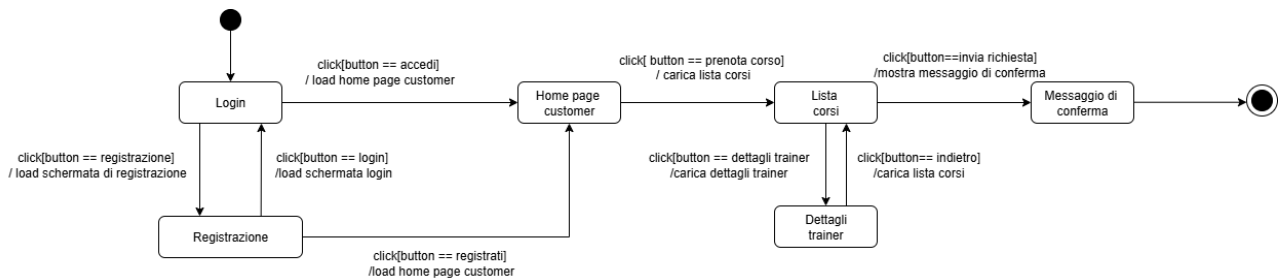 click[button == accedi]
/ load home page customer
click[ button == prenota corso]
/ carica lista corsi
click[button==invia richiesta]
/mostra messaggio di conferma
Login
Home page
customer
Lista
corsi
Messaggio di
conferma
click[button == registrazione]
/ load schermata di registrazione
click[button == login]
/load schermata login
click[button == dettagli trainer
/carica dettagli trainer
click[button== indietro]
/carica lista corsi
Registrazione
Dettagli
trainer
click[button == registrati]
/load home page customer